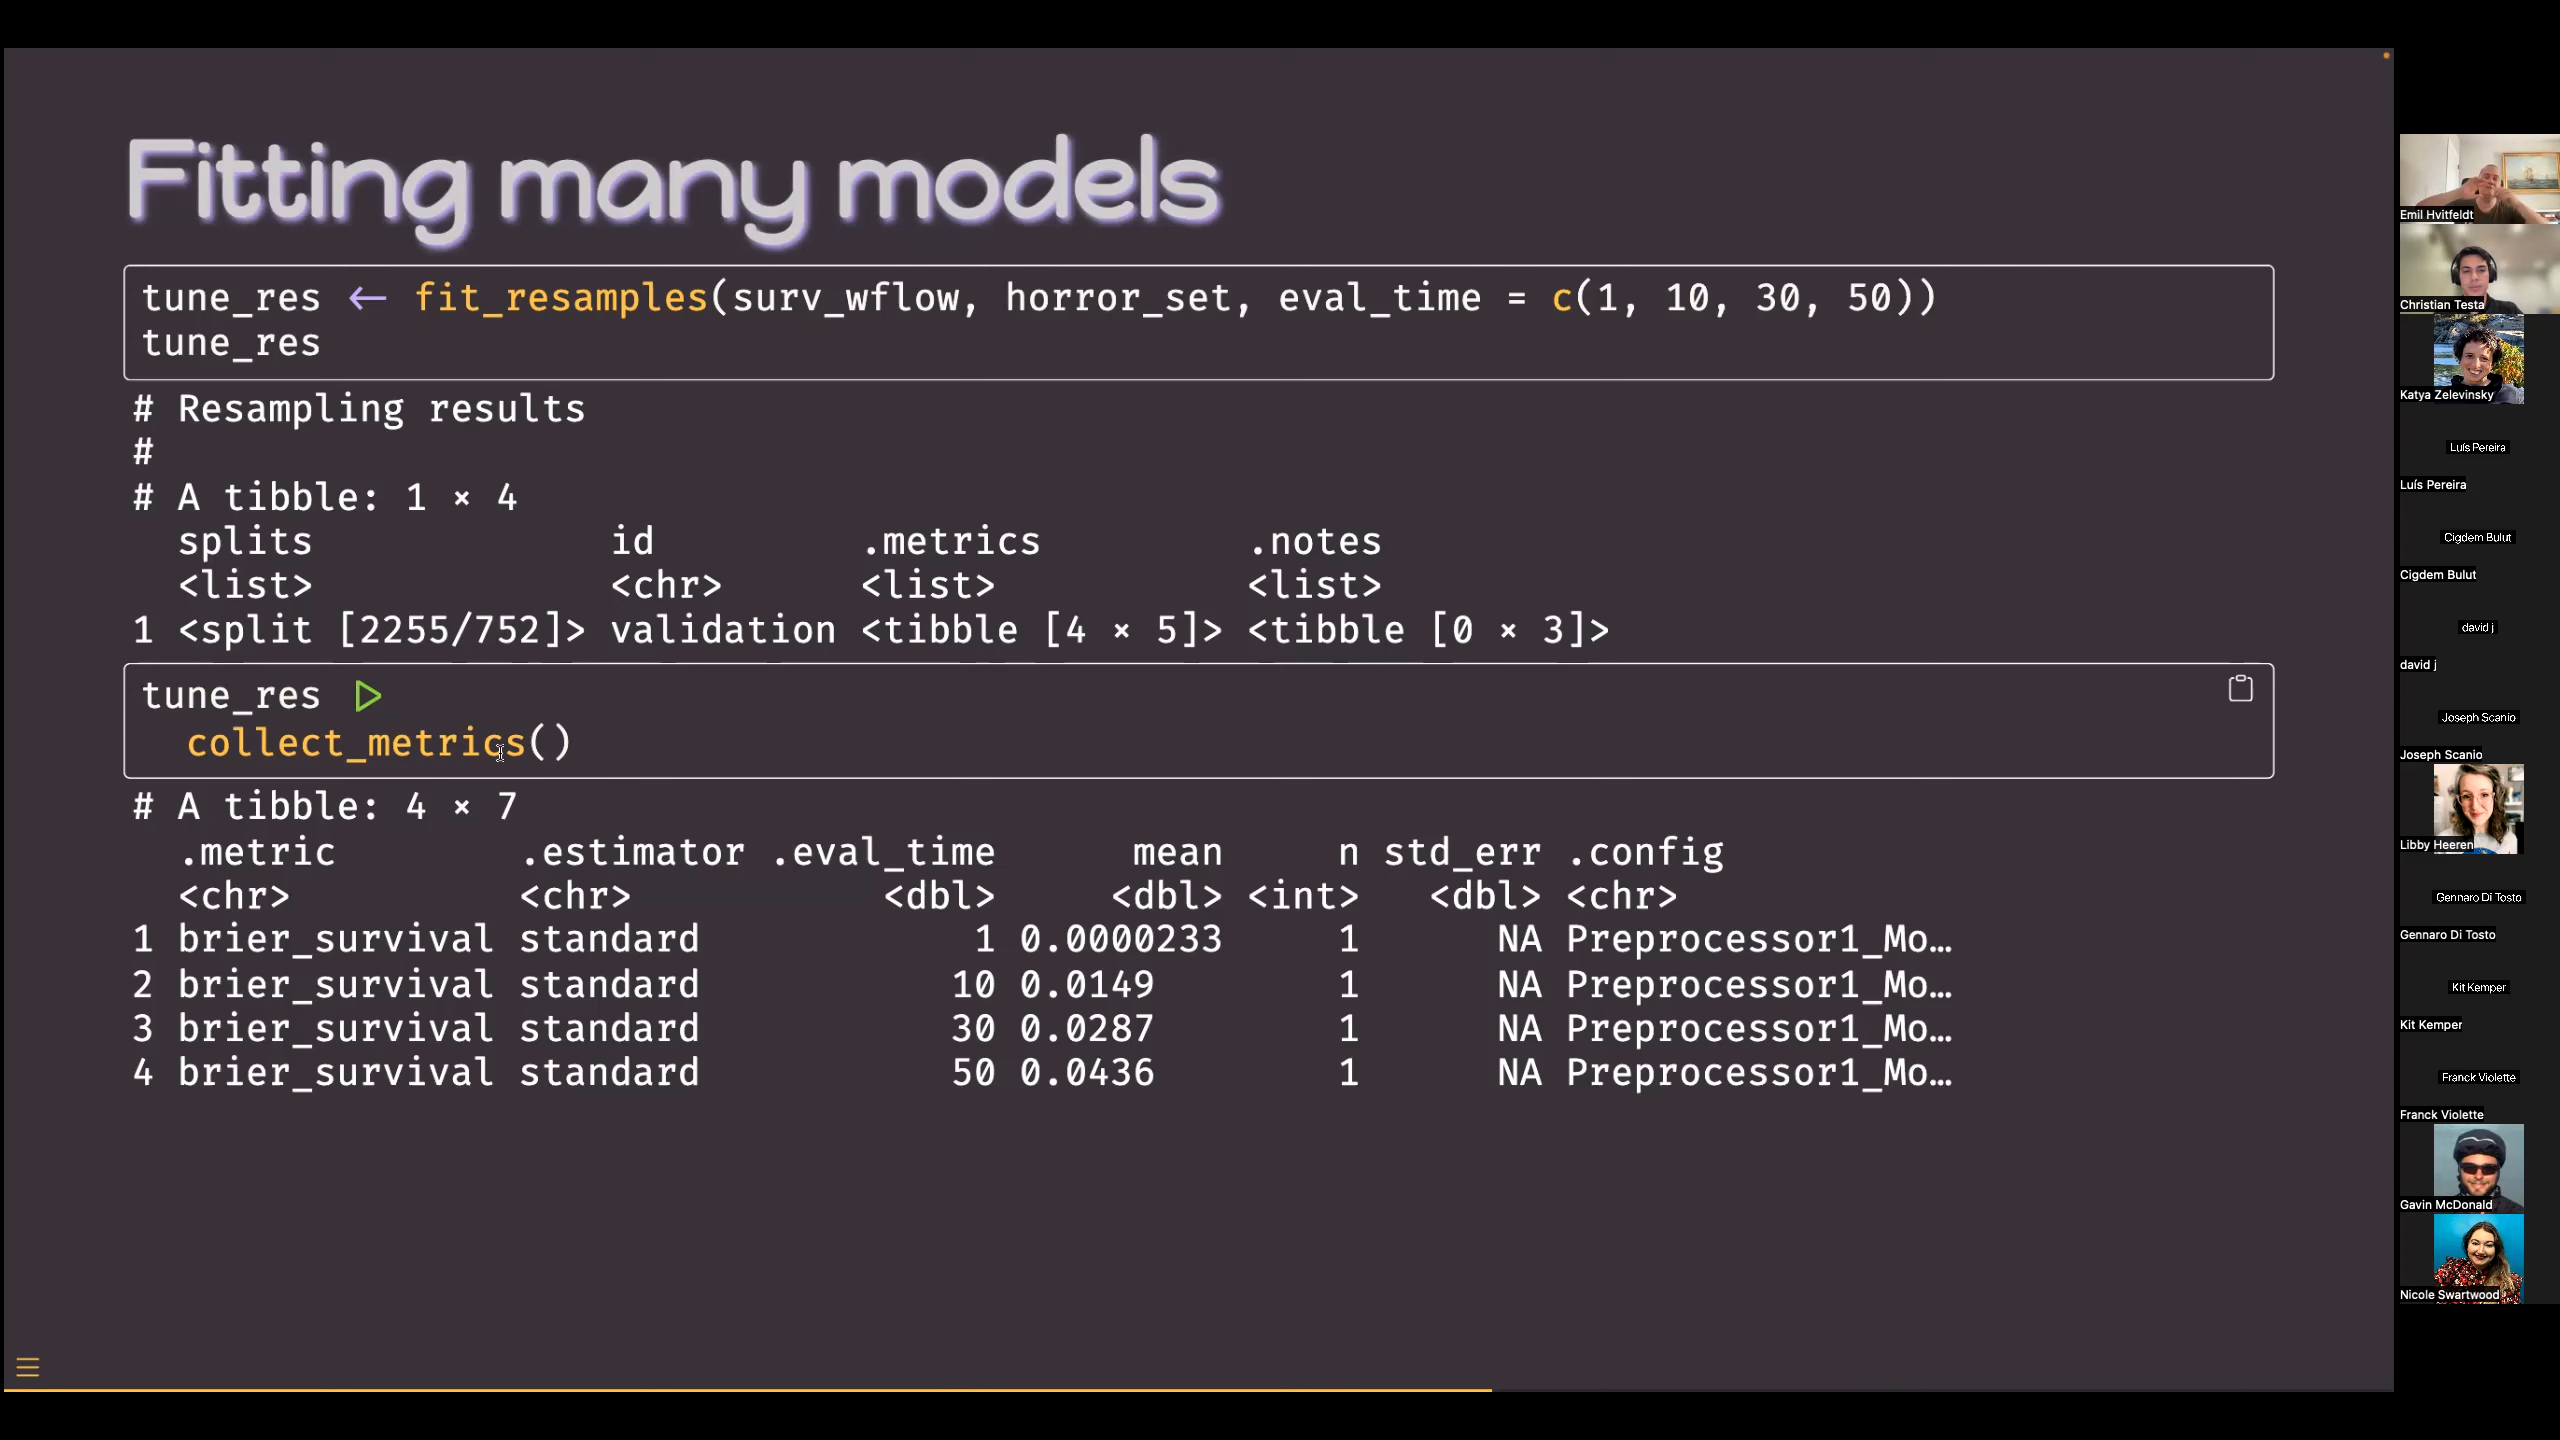 Fitting many models
tune_res <- fit_resamples(surv_wflow, horror_set, eval_time = c(1, 10, 30, 50))
tune_res
# Resampling results
#
# A tibble: 1 × 4
splits id .metrics .notes
<list> <chr> <list> <list>
1 <split [2255/752]> validation <tibble [4 × 5]> <tibble [0 × 3]>
tune_res |>
collect_metrics()
# A tibble: 4 × 7
.metric .estimator .eval_time mean n std_err .config
<chr> <chr> <dbl> <dbl> <int> <dbl> <chr>
1 brier_survival standard 1 0.0000233 1 NA Preprocessor1_Mo…
2 brier_survival standard 10 0.0149 1 NA Preprocessor1_Mo…
3 brier_survival standard 30 0.0287 1 NA Preprocessor1_Mo…
4 brier_survival standard 50 0.0436 1 NA Preprocessor1_Mo…
Emil Hvitfeldt
Christian Testa
Katya Zelevinsky
Luís Pereira
Luís Pereira
Cigdem Bulut
Cigdem Bulut
david j
david j
Joseph Scanio
Joseph Scanio
Libby Heeren
Gennaro Di Tosto
Gennaro Di Tosto
Kit Kemper
Kit Kemper
Franck Violette
Franck Violette
Gavin McDonald
Nicole Swartwood